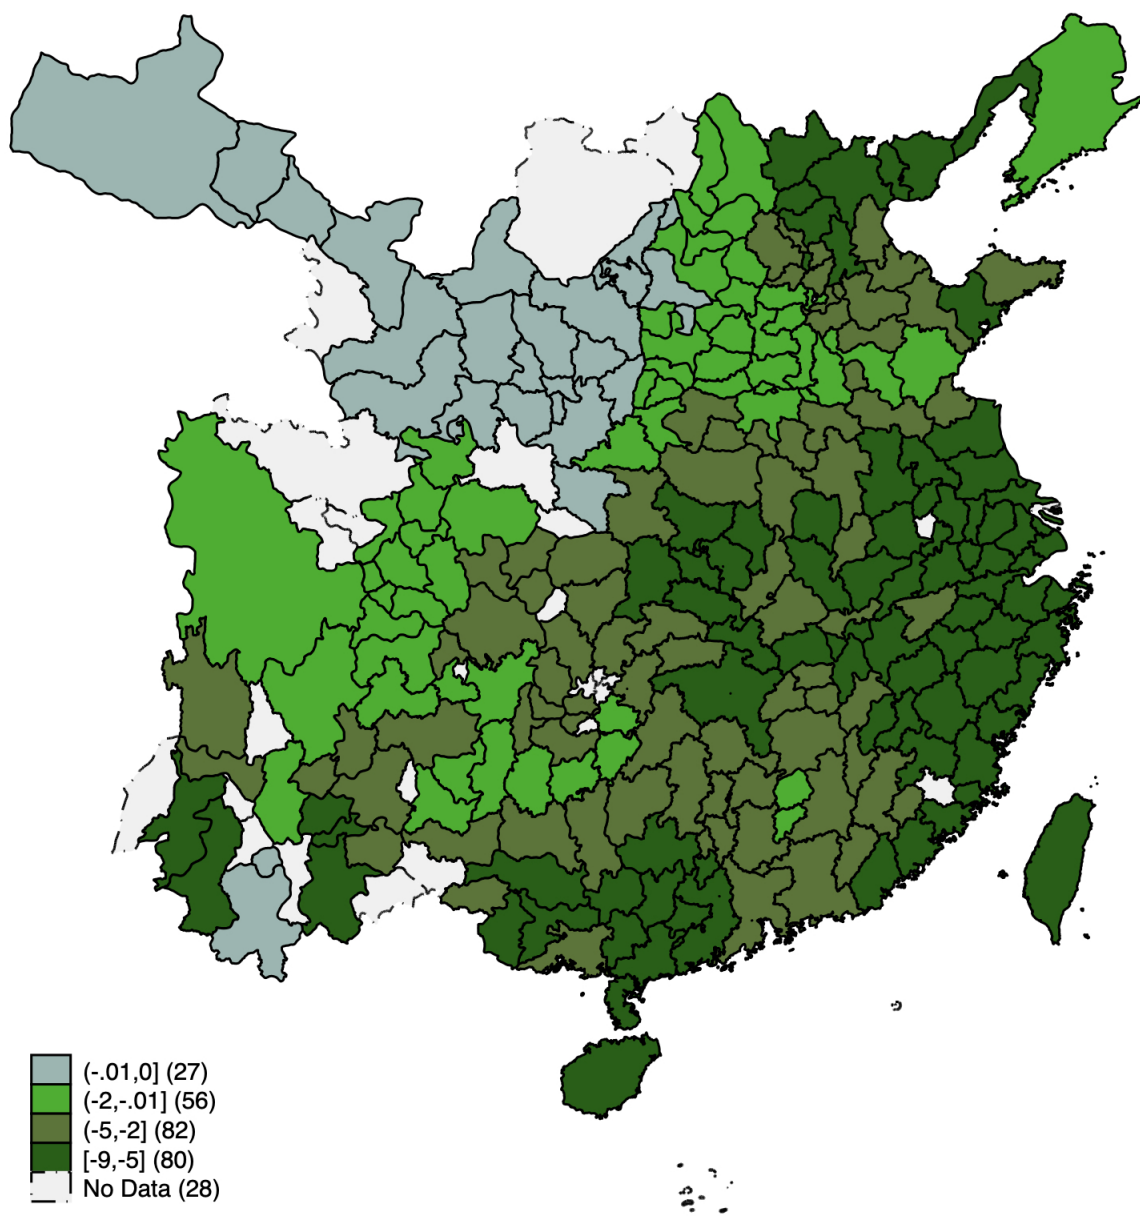 (-.01,0] (27)
(-2,-.01] (56)
(-5,-2] (82)
[-9,-5] (80)
No Data (28)